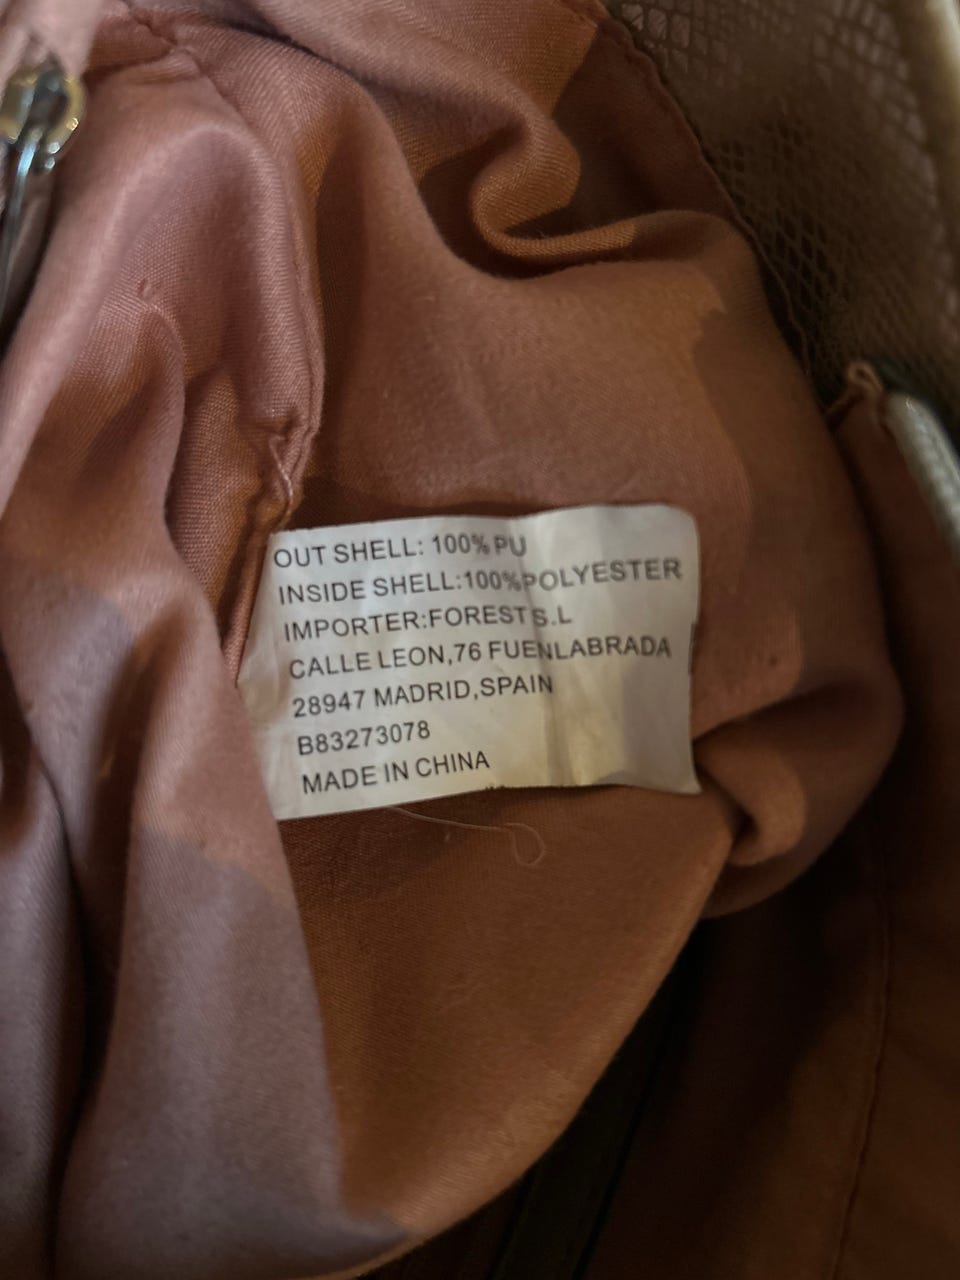 OUT SHELL: 100% PU
INSIDE SHELL:100%POLYESTER
IMPORTER:FOREST S.L
CALLE LEON,76 FUENLABRADA
28947 MADRID,SPAIN
B83273078
MADE IN CHINA